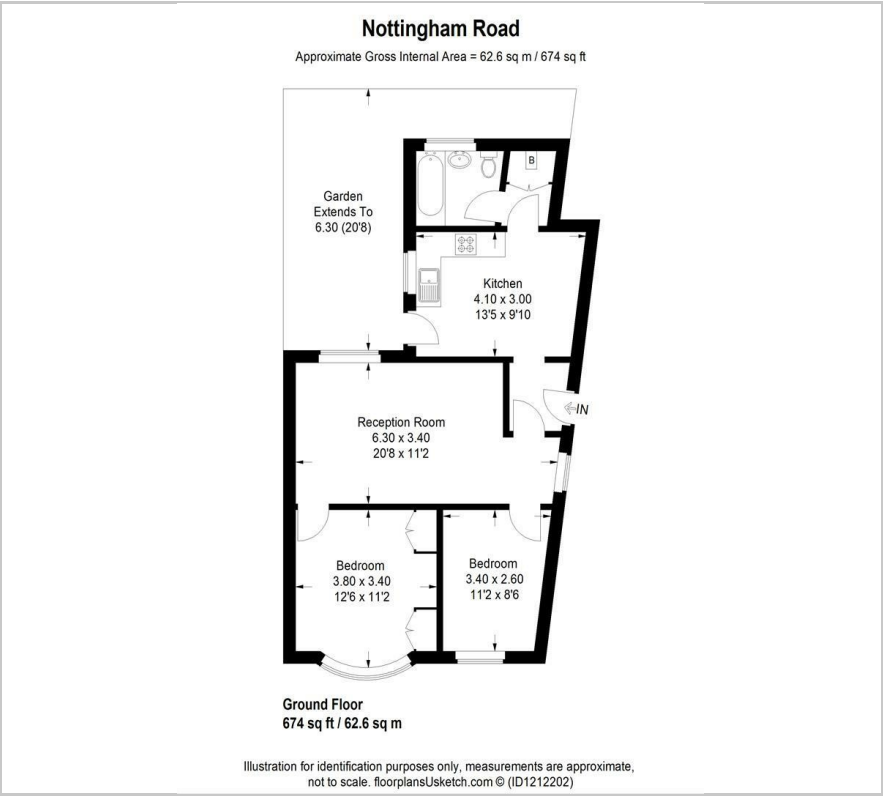 Nottingham Road
Approximate Gross Internal Area = 62.6 sq m / 674 sq ft
B
Garden
Extends To
6.30 (20'8)
Kitchen
4.10 x 3.00
13'5 x 9'10
IN
Reception Room
6.30 x 3.40
20'8 x 11'2
Bedroom
3.80 x 3.40
12'6 x 11'2
Bedroom
3.40 x 2.60
11'2 x 8'6
Ground Floor
674 sq ft / 62.6 sq m
Illustration for identification purposes only, measurements are approximate,
not to scale. floorplansUsketch.com © (ID1212202)